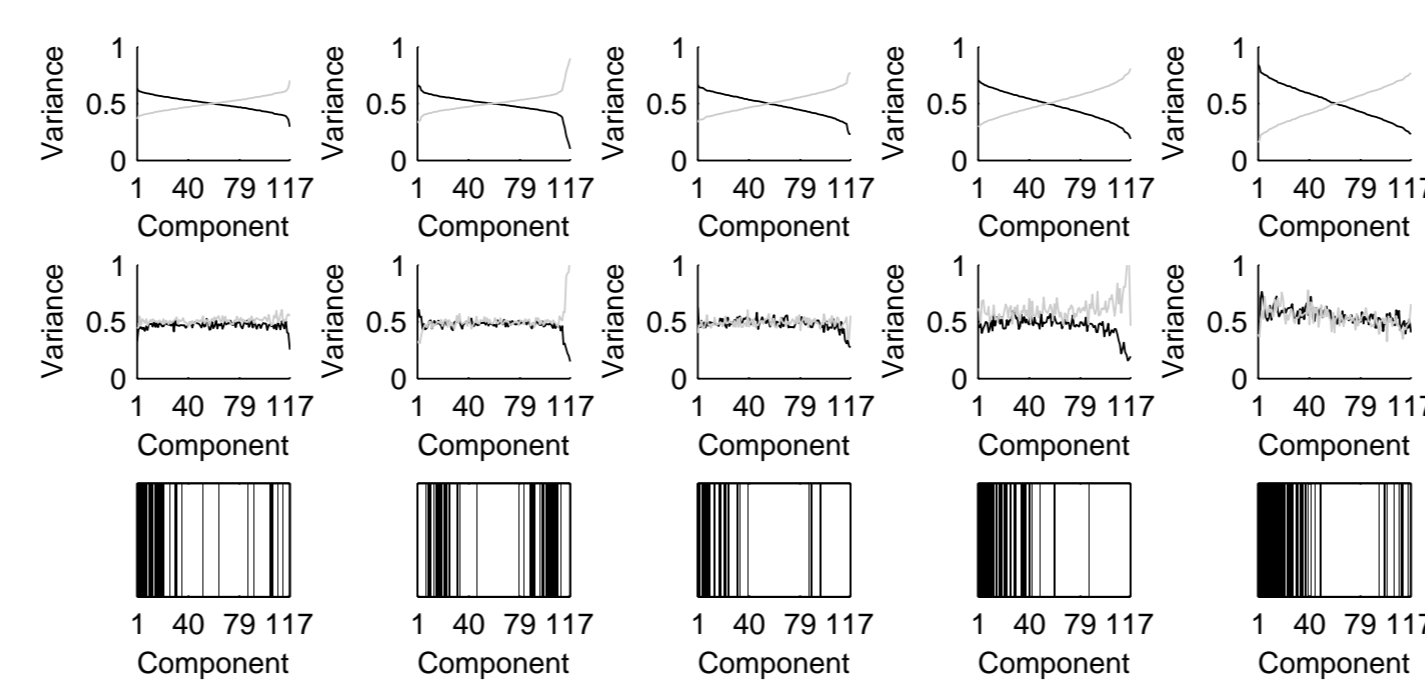 1 1 1 1 1
Variance Variance Variance Variance Variance
0.5 0.5 0.5 0.5 0.5
0 0 0 0 0
1 40 79 117 1 40 79 117 1 40 79 117 1 40 79 117 1 40 79 117
Component Component Component Component Component
1 1 1 1 1
Variance Variance Variance Variance Variance
0.5 0.5 0.5 0.5 0.5
0 0 0 0 0
1 40 79 117 1 40 79 117 1 40 79 117 1 40 79 117 1 40 79 117
Component Component Component Component Component
1 40 79 117 1 40 79 117 1 40 79 117 1 40 79 117 1 40 79 117
Component Component Component Component Component